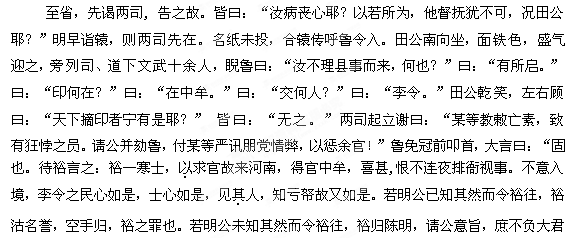 至省，先谒两司, 告之故。皆曰：“汝病丧心耶？以若所为，他督抚犹不可，况田公
耶？”明早诣辕，则两司先在。名纸未投，合辕传呼鲁令入。田公南向坐，面铁色，盛气
迎之，旁列司、道下文武十余人，睨鲁曰：“汝不理县事而来，何也？”曰：“有所启。”
曰：“印何在？”曰：“在中牟。”曰：“交何人？”曰：“李令。”田公乾笑，左右顾
曰：“天下摘印者宁有是耶？” 皆曰：“无之。”两司起立谢曰：“某等教敕亡素，致
有狂悖之员。请公并劾鲁，付某等严讯朋党情弊，以惩余官！”鲁免冠前叩首，大言曰：“固
也。待裕言之：裕一寒士，以求官故来河南，得官中牟，喜甚,恨不连夜排衙视事。不意入
境，李令之民心如是，士心如是，见其人，知亏帑故又如是。若明公已知其然而令裕往，裕
沽名誉，空手归，裕之罪也。若明公未知其然而令裕往，裕归陈明，请公意旨，庶不负大君